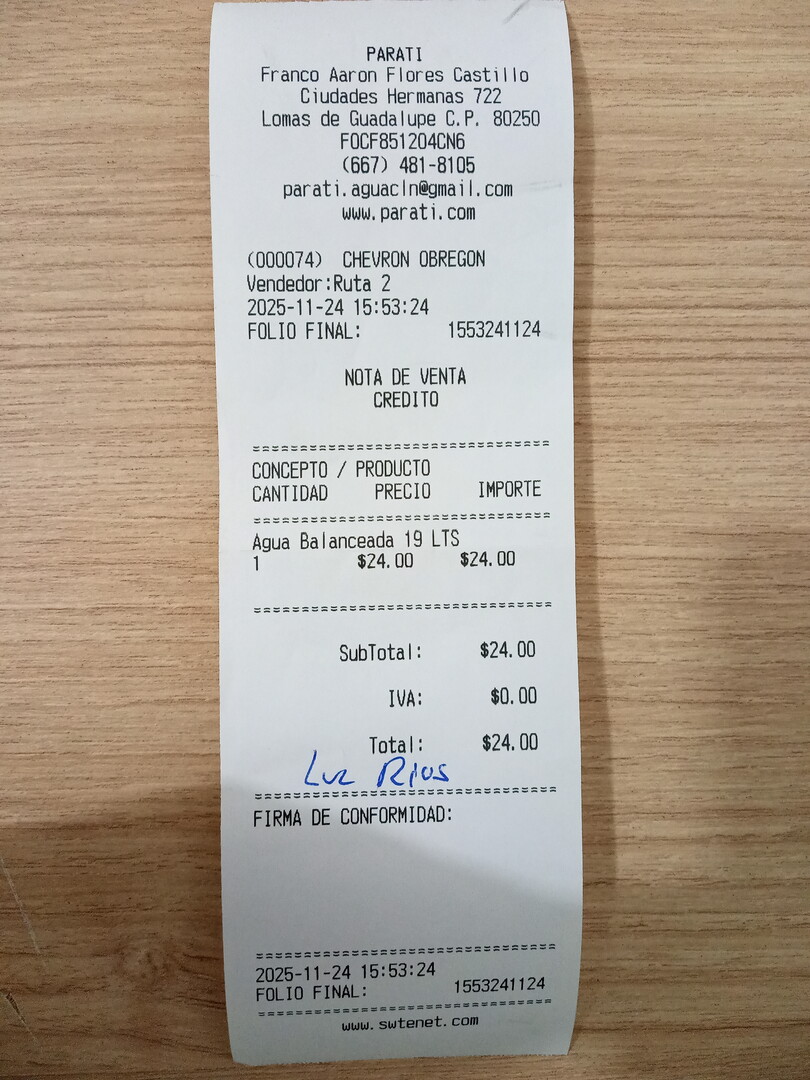 PARATI
Franco Aaron Flores Castillo
Ciudades Hermanas 722
Lomas de Guadalupe C.P. 80250
FOCF851204CN6
(667) 481-8105
parati.aguacln@gmail.com
www.parati.com
(000074) CHEVRON OBREGON
Vendedor:Ruta 2
2025-11-24 15:53:24
FOLIO FINAL: 1553241124
NOTA DE VENTA
CREDITO
==============================
CONCEPTO / PRODUCTO
CANTIDAD PRECIO IMPORTE
==============================
Agua Balanceada 19 LTS
1 $24.00 $24.00
==============================
SubTotal: $24.00
IVA: $0.00
Total: $24.00
Luz Rios
==============================
FIRMA DE CONFORMIDAD:
==============================
2025-11-24 15:53:24
FOLIO FINAL: 1553241124
==============================
www.swtenet.com